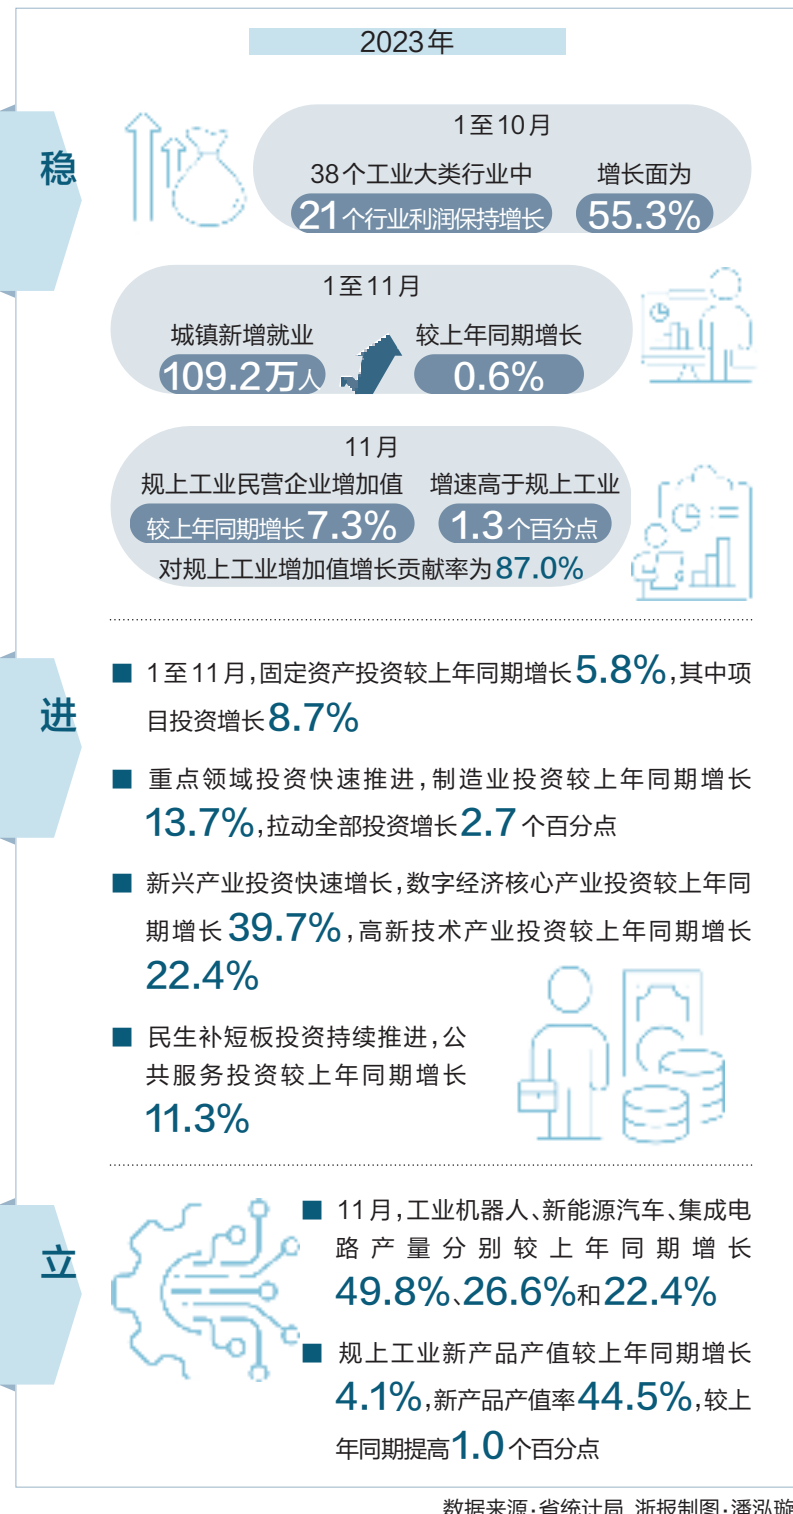 2023年
稳
1至10月
38个工业大类行业中 增长面为
21个行业利润保持增长 55.3%
1至11月
城镇新增就业 较上年同期增长
109.2万人 0.6%
11月
规上工业民营企业增加值 增速高于规上工业
较上年同期增长7.3% 1.3个百分点
对规上工业增加值增长贡献率为87.0%
进
■ 1至11月,固定资产投资较上年同期增长5.8%,其中项
目投资增长8.7%
■ 重点领域投资快速推进,制造业投资较上年同期增长
13.7%,拉动全部投资增长2.7个百分点
■ 新兴产业投资快速增长,数字经济核心产业投资较上年同
期增长39.7%,高新技术产业投资较上年同期增长
22.4%
■ 民生补短板投资持续推进,公
共服务投资较上年同期增长
11.3%
立
■ 11月,工业机器人、新能源汽车、集成电
路产量分别较上年同期增长
49.8%、26.6%和22.4%
■ 规上工业新产品产值较上年同期增长
4.1%,新产品产值率44.5%,较上
年同期提高1.0个百分点
数据来源:省统计局 浙报制图:潘泓璇